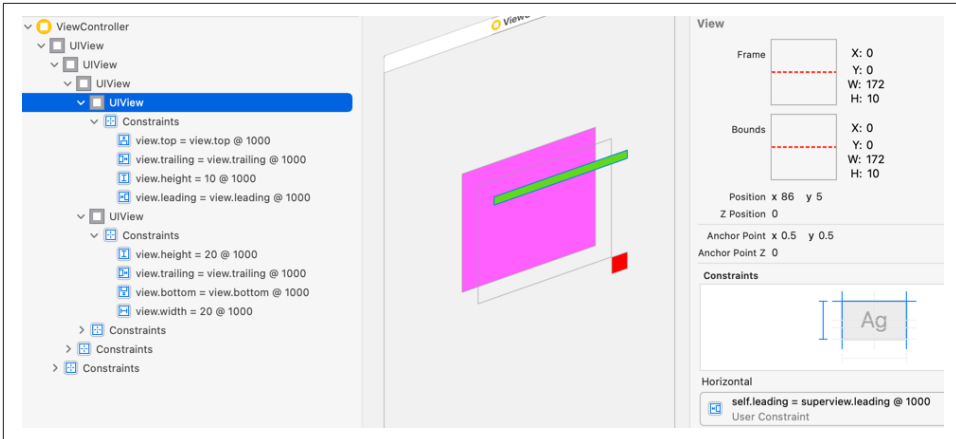 ViewController
UIView
UIView
UIView
UIView
Constraints
view.top = view.top @ 1000
view.trailing = view.trailing @ 1000
view.height = 10 @ 1000
view.leading = view.leading @ 1000
UIView
Constraints
view.height = 20 @ 1000
view.trailing = view.trailing @ 1000
view.bottom = view.bottom @ 1000
view.width = 20 @ 1000
Constraints
Constraints
Constraints
View
Frame
X: 0
Y: 0
W: 172
H: 10
Bounds
X: 0
Y: 0
W: 172
H: 10
Position x 86 y 5
Z Position 0
Anchor Point x 0.5 y 0.5
Anchor Point Z 0
Constraints
Ag
Horizontal
self.leading = superview.leading @ 1000
User Constraint